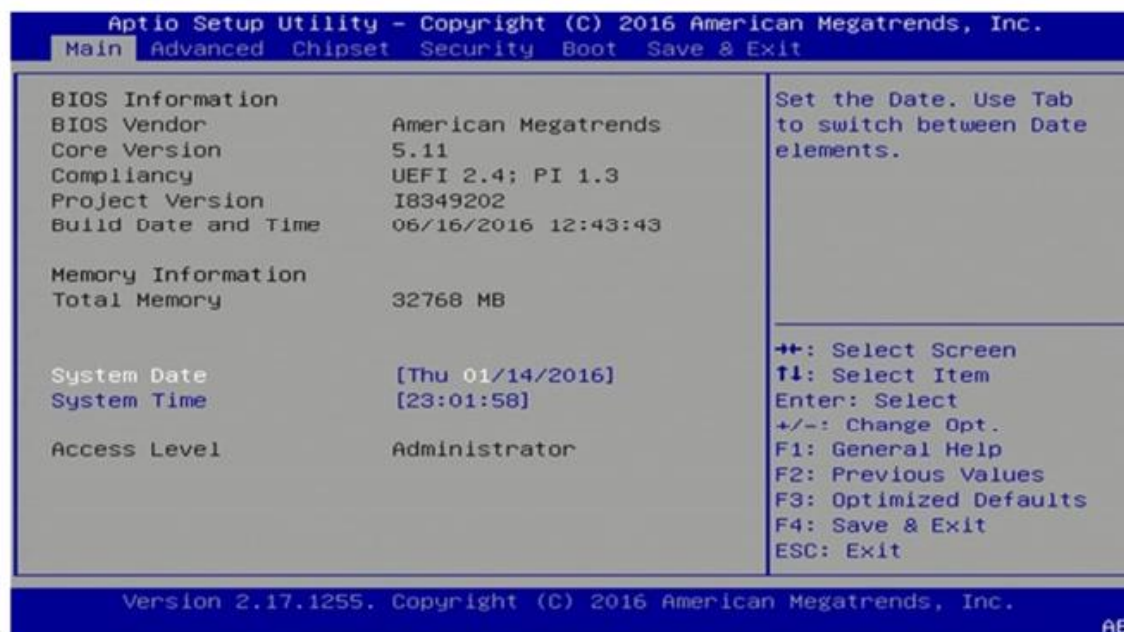 Aptio Setup Utility – Copyright (C) 2016 American Megatrends, Inc.
Main Advanced Chipset Security Boot Save & Exit
BIOS Information
BIOS Vendor American Megatrends
Core Version 5.11
Compliancy UEFI 2.4; PI 1.3
Project Version I8349202
Build Date and Time 06/16/2016 12:43:43
Memory Information
Total Memory 32768 MB
System Date [Thu 01/14/2016]
System Time [23:01:58]
Access Level Administrator
Set the Date. Use Tab
to switch between Date
elements.
→←: Select Screen
↑↓: Select Item
Enter: Select
+/-: Change Opt.
F1: General Help
F2: Previous Values
F3: Optimized Defaults
F4: Save & Exit
ESC: Exit
Version 2.17.1255. Copyright (C) 2016 American Megatrends, Inc.